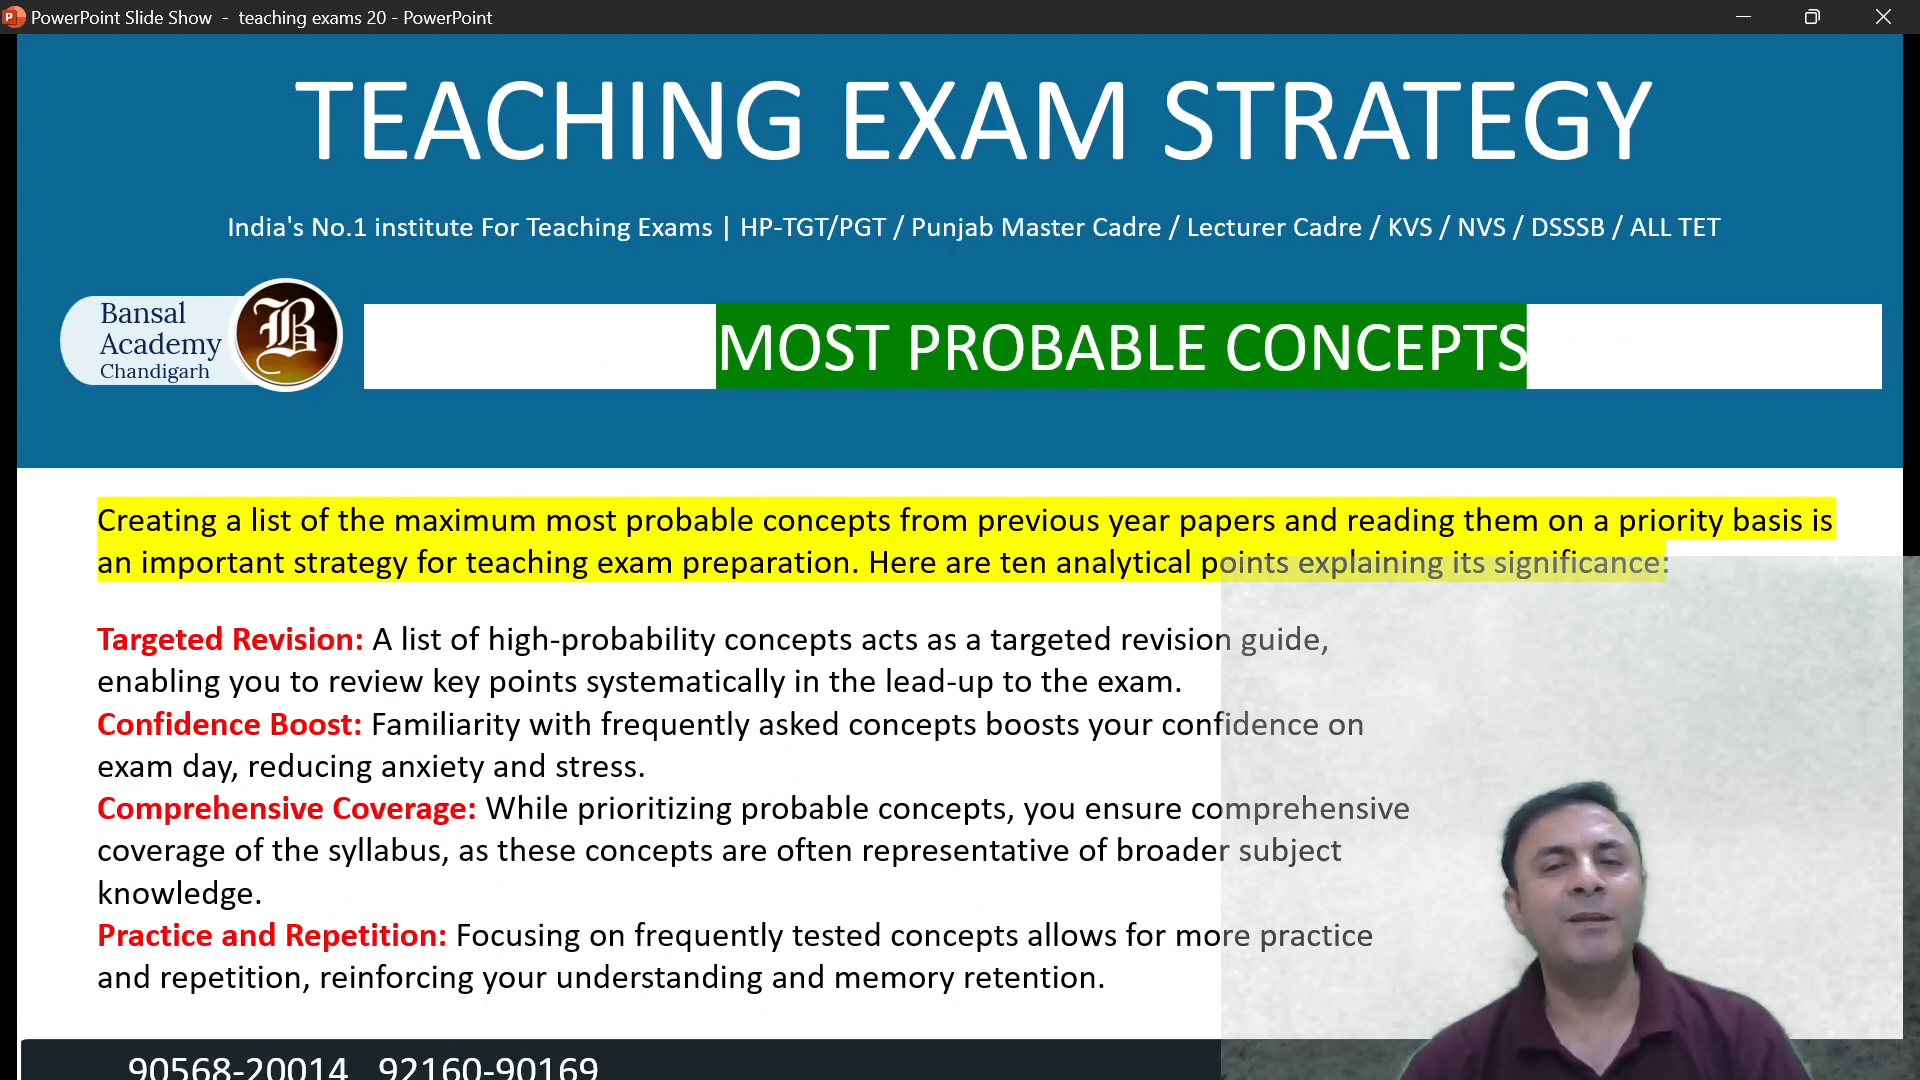 PowerPoint Slide Show - teaching exams 20 - PowerPoint
TEACHING EXAM STRATEGY
India's No.1 institute For Teaching Exams | HP-TGT/PGT / Punjab Master Cadre / Lecturer Cadre / KVS / NVS / DSSSB / ALL TET
Bansal
Academy
Chandigarh
B
MOST PROBABLE CONCEPTS
Creating a list of the maximum most probable concepts from previous year papers and reading them on a priority basis is
an important strategy for teaching exam preparation. Here are ten analytical points explaining its significance:
Targeted Revision: A list of high-probability concepts acts as a targeted revision guide,
enabling you to review key points systematically in the lead-up to the exam.
Confidence Boost: Familiarity with frequently asked concepts boosts your confidence on
exam day, reducing anxiety and stress.
Comprehensive Coverage: While prioritizing probable concepts, you ensure comprehensive
coverage of the syllabus, as these concepts are often representative of broader subject
knowledge.
Practice and Repetition: Focusing on frequently tested concepts allows for more practice
and repetition, reinforcing your understanding and memory retention.
90568-20014 92160-90169